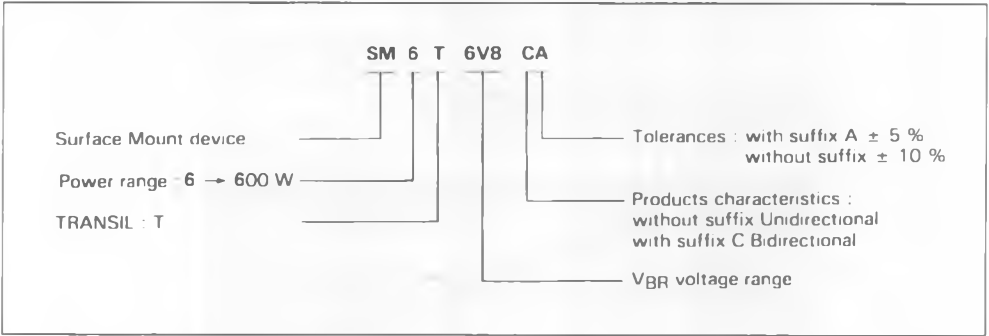 SM 6 T 6V8 CA
Surface Mount device
Power range 6 → 600 W
TRANSIL : T
Tolerances : with suffix A ± 5 %
without suffix ± 10 %
Products characteristics :
without suffix Unidirectional
with suffix C Bidirectional
VBR voltage range